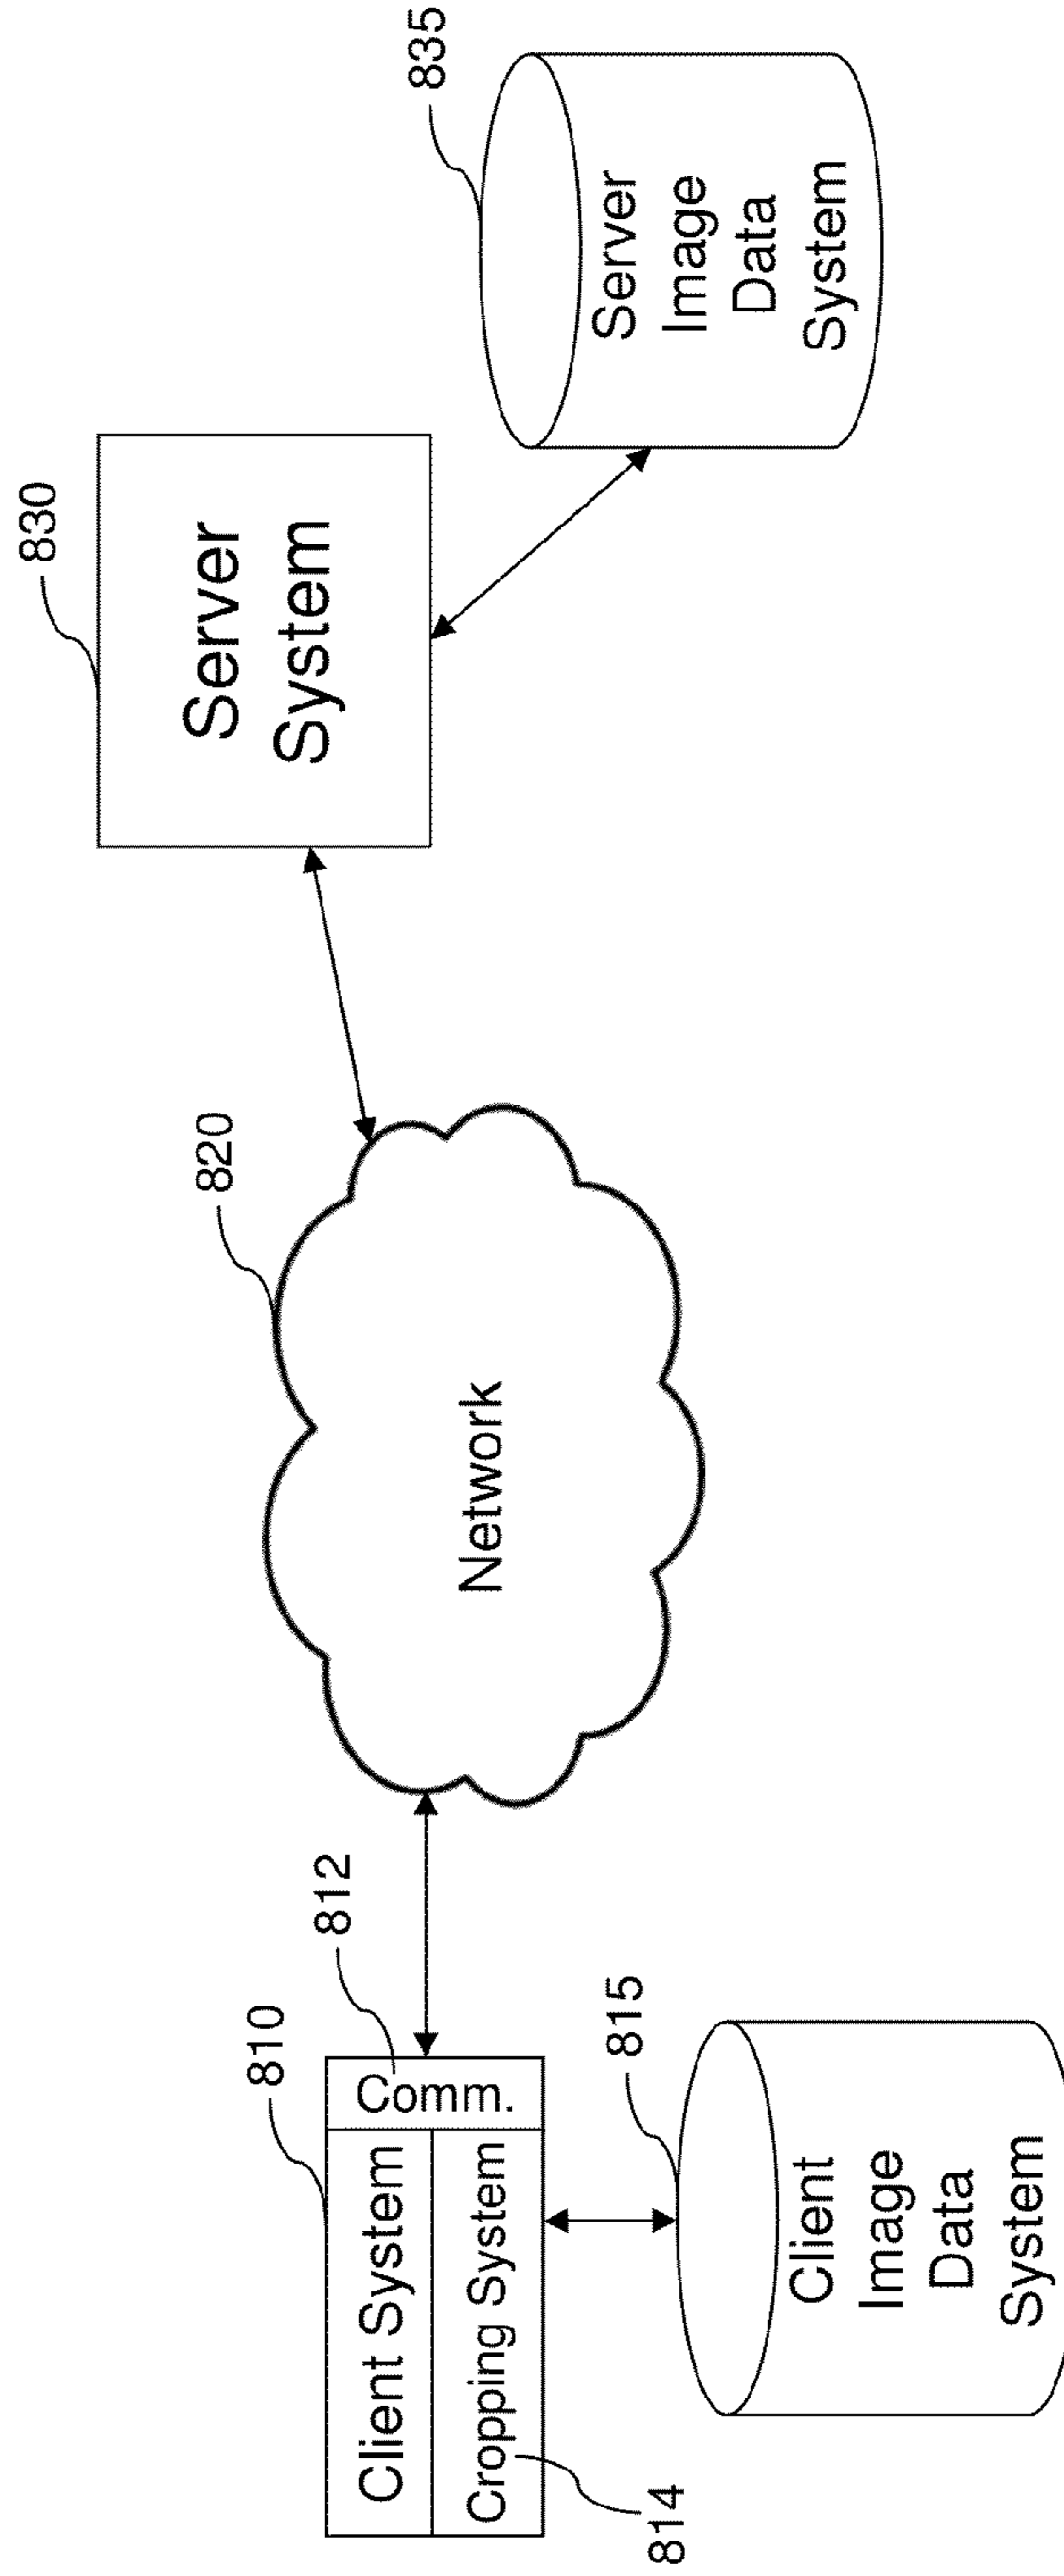 810
812
Client System
Comm.
Cropping System
814
815
Client
Image
Data
System
820
Network
830
Server
System
835
Server
Image
Data
System